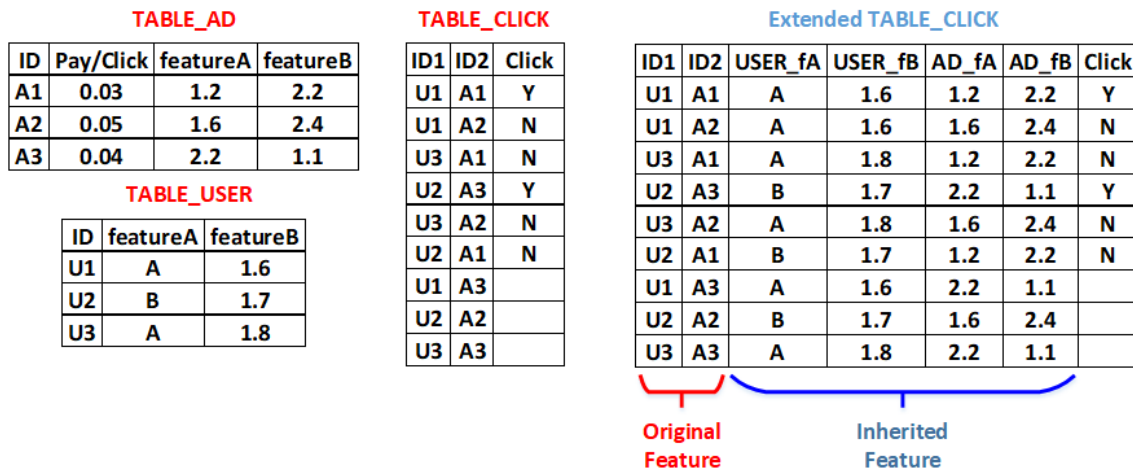 TABLE_AD
ID Pay/Click featureA featureB
A1 0.03 1.2 2.2
A2 0.05 1.6 2.4
A3 0.04 2.2 1.1
TABLE_USER
ID featureA featureB
U1 A 1.6
U2 B 1.7
U3 A 1.8
TABLE_CLICK
ID1 ID2 Click
U1 A1 Y
U1 A2 N
U3 A1 N
U2 A3 Y
U3 A2 N
U2 A1 N
U1 A3
U2 A2
U3 A3
Extended TABLE_CLICK
ID1 ID2 USER_fA USER_fB AD_fA AD_fB Click
U1 A1 A 1.6 1.2 2.2 Y
U1 A2 A 1.6 1.6 2.4 N
U3 A1 A 1.8 1.2 2.2 N
U2 A3 B 1.7 2.2 1.1 Y
U3 A2 A 1.8 1.6 2.4 N
U2 A1 B 1.7 1.2 2.2 N
U1 A3 A 1.6 2.2 1.1
U2 A2 B 1.7 1.6 2.4
U3 A3 A 1.8 2.2 1.1
Original
Feature
Inherited
Feature